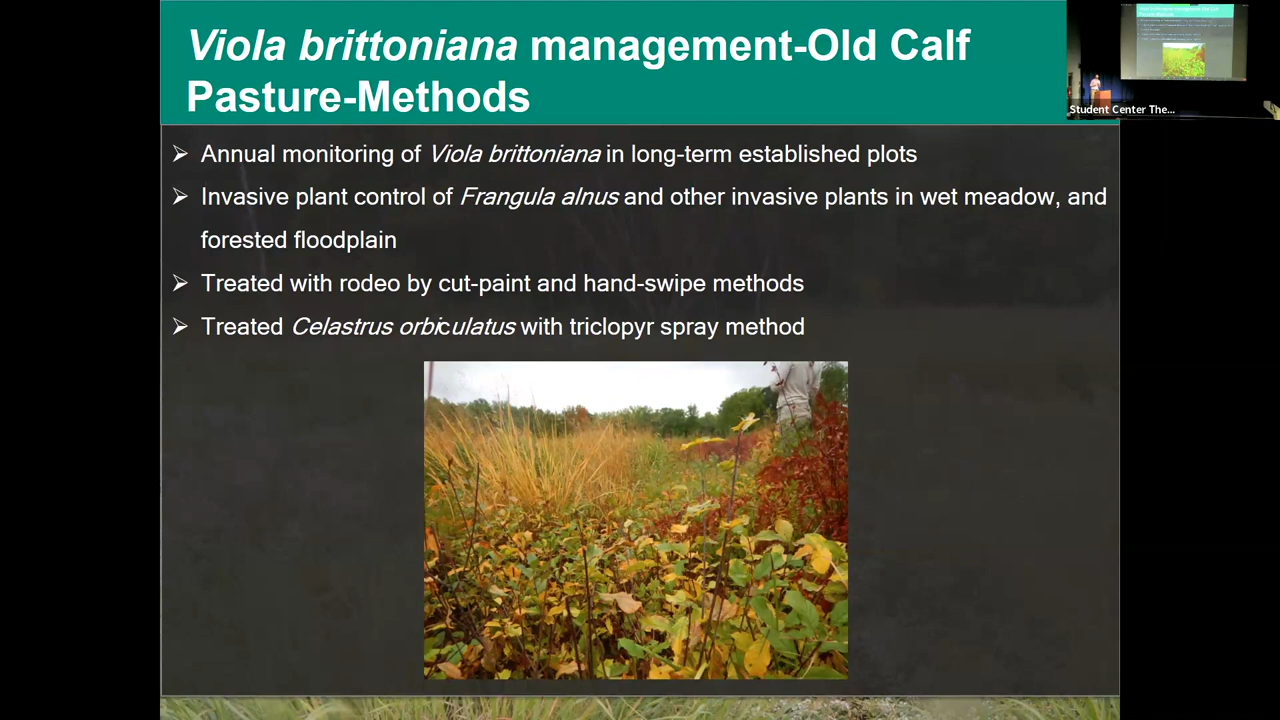 Viola brittoniana management-Old Calf
Pasture-Methods
Student Center The...
➢ Annual monitoring of Viola brittoniana in long-term established plots
➢ Invasive plant control of Frangula alnus and other invasive plants in wet meadow, and
forested floodplain
➢ Treated with rodeo by cut-paint and hand-swipe methods
➢ Treated Celastrus orbiculatus with triclopyr spray method